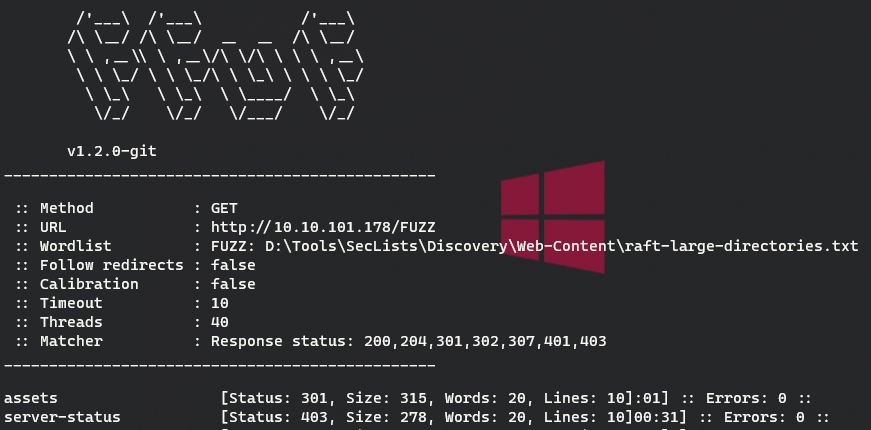 /'___\  /'___\           /'___\
/\ \__/ /\ \__/  __  __  /\ \__/
\ \ ,__\\ \ ,__\/\ \/\ \ \ \ ,__\
 \ \ \_/ \ \ \_/\ \ \_\ \ \ \ \_/
  \ \_\   \ \_\  \ \____/  \ \_\
   \/_/    \/_/   \/___/    \/_/
v1.2.0-git
________________________________________________
:: Method           : GET
:: URL              : http://10.10.101.178/FUZZ
:: Wordlist         : FUZZ: D:\Tools\SecLists\Discovery\Web-Content\raft-large-directories.txt
:: Follow redirects : false
:: Calibration      : false
:: Timeout          : 10
:: Threads          : 40
:: Matcher          : Response status: 200,204,301,302,307,401,403
________________________________________________
assets                  [Status: 301, Size: 315, Words: 20, Lines: 10]:01] :: Errors: 0 ::
server-status           [Status: 403, Size: 278, Words: 20, Lines: 10]00:31] :: Errors: 0 ::